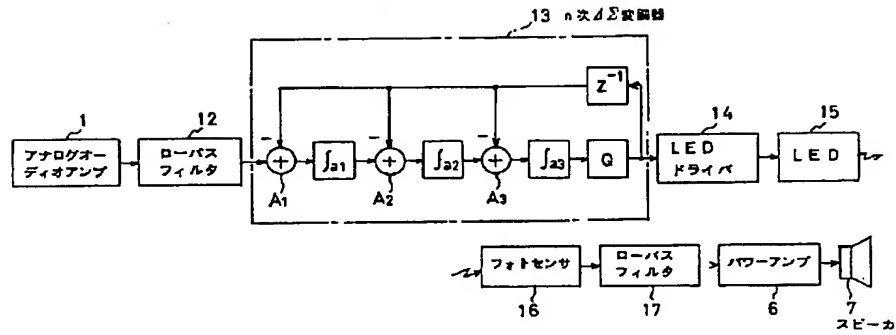 13 n次ΔΣ変調器
1
12
14
15
アナログオー
ディオアンプ
ローパス
フィルタ
Z⁻¹
− − −
+ ∫a1 + ∫a2 + ∫a3 Q
A1 A2 A3
LED
ドライバ
LED
フォトセンサ
ローパス
フィルタ
パワーアンプ
16
17
6
7
スピーカ